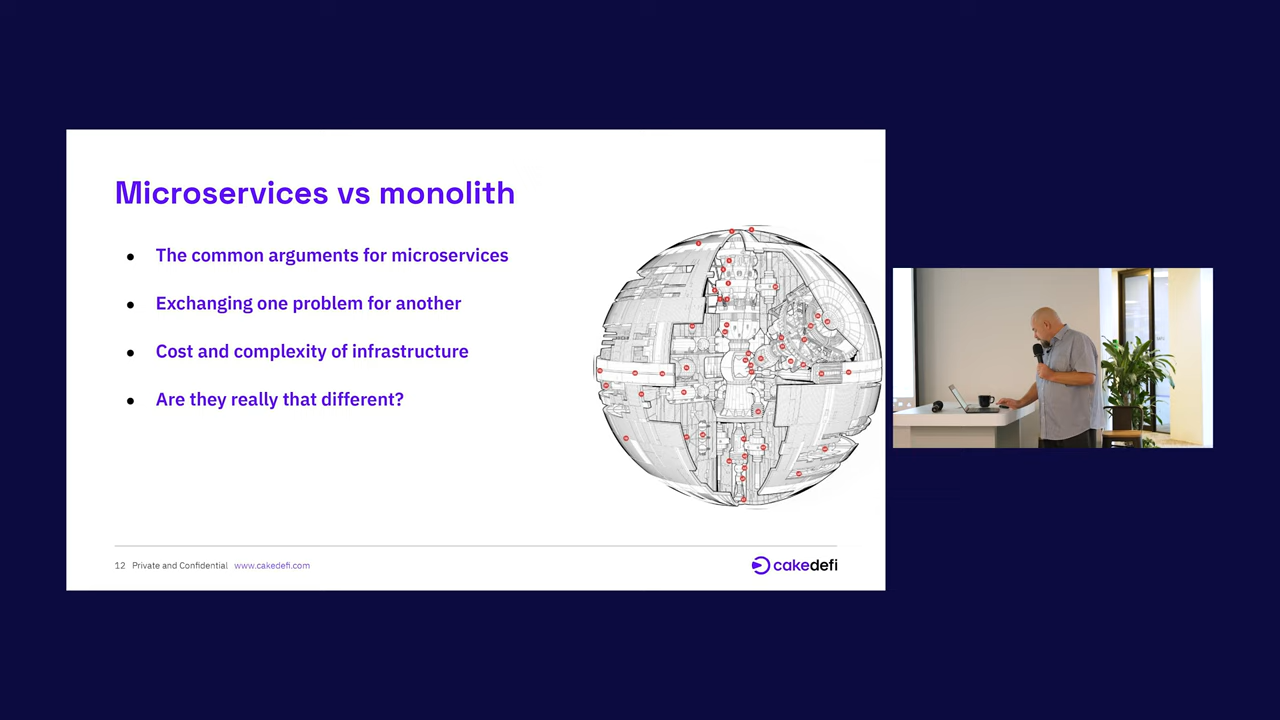 Microservices vs monolith
● The common arguments for microservices
● Exchanging one problem for another
● Cost and complexity of infrastructure
● Are they really that different?
12 Private and Confidential www.cakedefi.com
cakedefi